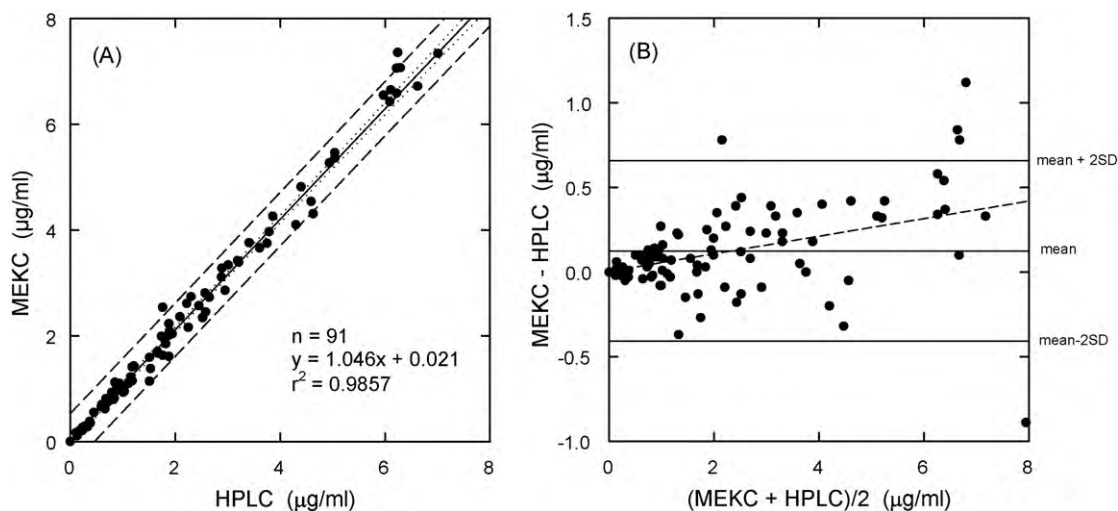 (A)
8
6
4
2
0
MEKC (μg/ml)
n = 91
y = 1.046x + 0.021
r² = 0.9857
0 2 4 6 8
HPLC (μg/ml)
(B)
1.5
1.0
0.5
0.0
-0.5
-1.0
MEKC - HPLC (μg/ml)
mean + 2SD
mean
mean-2SD
0 2 4 6 8
(MEKC + HPLC)/2 (μg/ml)